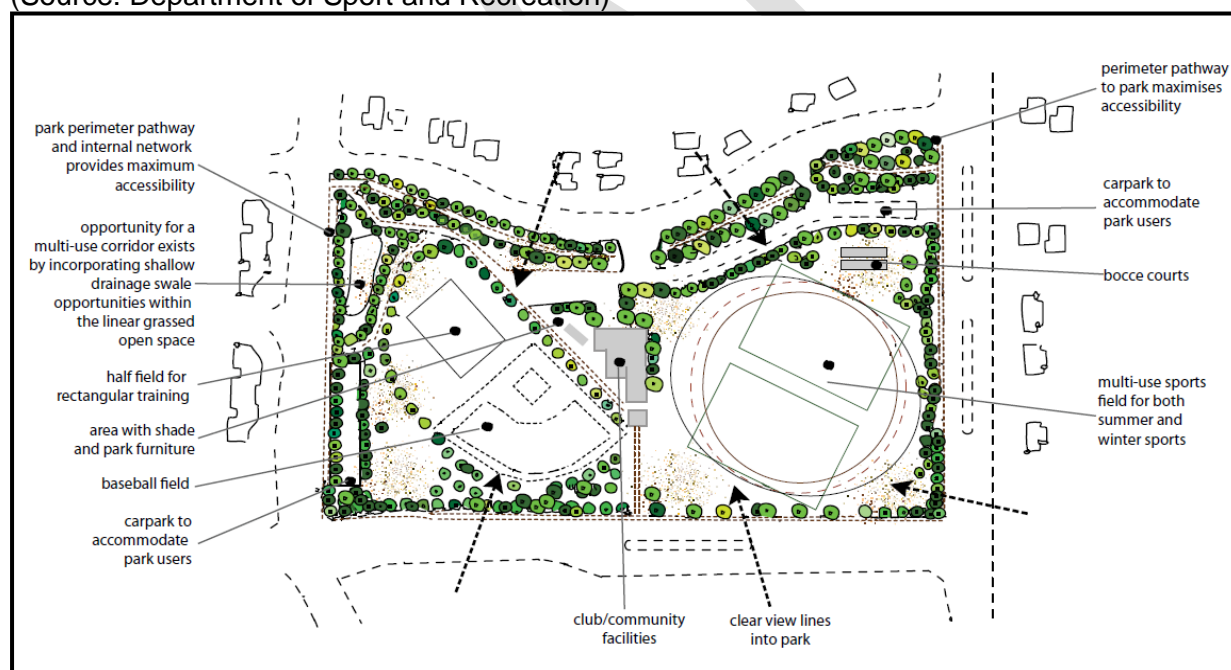 (Source: Department of Sport and Recreation)
park perimeter pathway
and internal network
provides maximum
accessibility
opportunity for a
multi-use corridor exists
by incorporating shallow
drainage swale
opportunities within
the linear grassed
open space
half field for
rectangular training
area with shade
and park furniture
baseball field
carpark to
accommodate
park users
club/community
facilities
clear view lines
into park
perimeter pathway
to park maximises
accessibility
carpark to
accommodate
park users
bocce courts
multi-use sports
field for both
summer and
winter sports